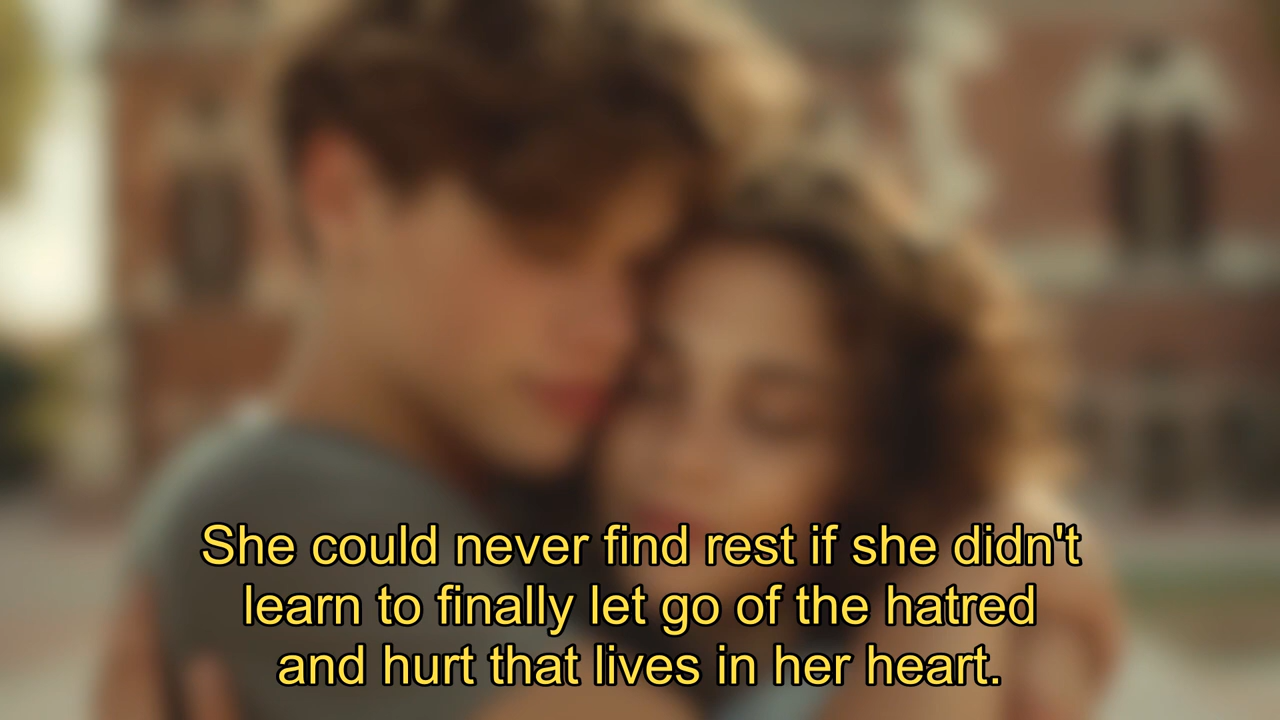 She could never find rest if she didn't
learn to finally let go of the hatred
and hurt that lives in her heart.